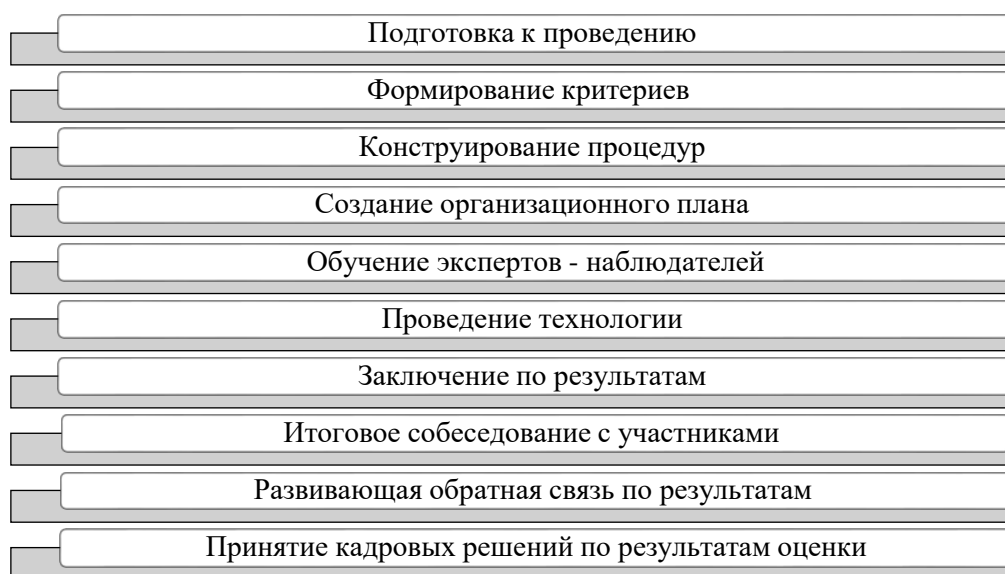 Подготовка к проведению
Формирование критериев
Конструирование процедур
Создание организационного плана
Обучение экспертов - наблюдателей
Проведение технологии
Заключение по результатам
Итоговое собеседование с участниками
Развивающая обратная связь по результатам
Принятие кадровых решений по результатам оценки